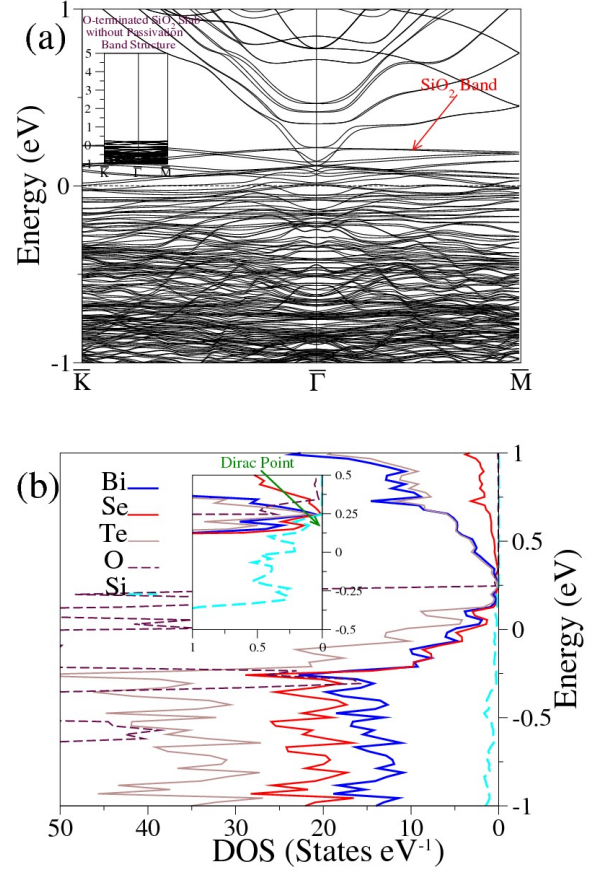 (a)
O-terminated SiO2 Slab
without Passivation
Band Structure
5
4
3
2
1
0
-1
K̅ Γ̅ M̅
SiO2 Band
1
0
-1
Energy (eV)
K̅ Γ̅ M̅
(b)
Bi
Se
Te
O
Si
Dirac Point
0.5
0.25
0
-0.25
-0.5
1 0.5 0
1
0.5
0
-0.5
-1
Energy (eV)
50 40 30 20 10 0
DOS (States eV-1)